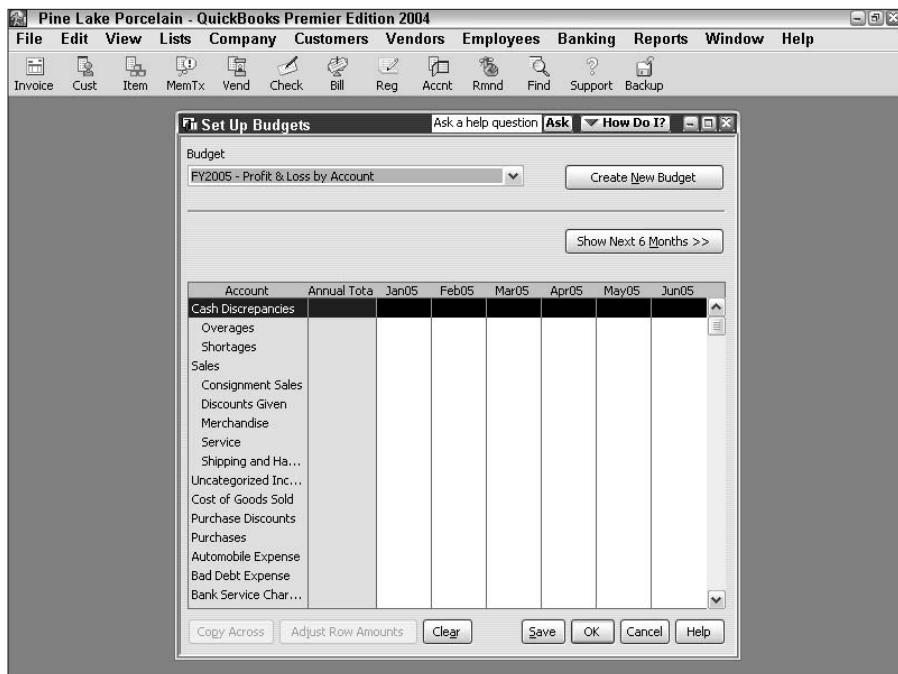 Pine Lake Porcelain - QuickBooks Premier Edition 2004
File Edit View Lists Company Customers Vendors Employees Banking Reports Window Help
Invoice Cust Item MemTx Vend Check Bill Reg Accnt Rmnd Find Support Backup
Set Up Budgets Ask a help question Ask How Do I?
Budget
FY2005 - Profit & Loss by Account
Create New Budget
Show Next 6 Months >>
Account Annual Tota Jan05 Feb05 Mar05 Apr05 May05 Jun05
Cash Discrepancies
Overages
Shortages
Sales
Consignment Sales
Discounts Given
Merchandise
Service
Shipping and Ha...
Uncategorized Inc...
Cost of Goods Sold
Purchase Discounts
Purchases
Automobile Expense
Bad Debt Expense
Bank Service Char...
Copy Across Adjust Row Amounts Clear Save OK Cancel Help